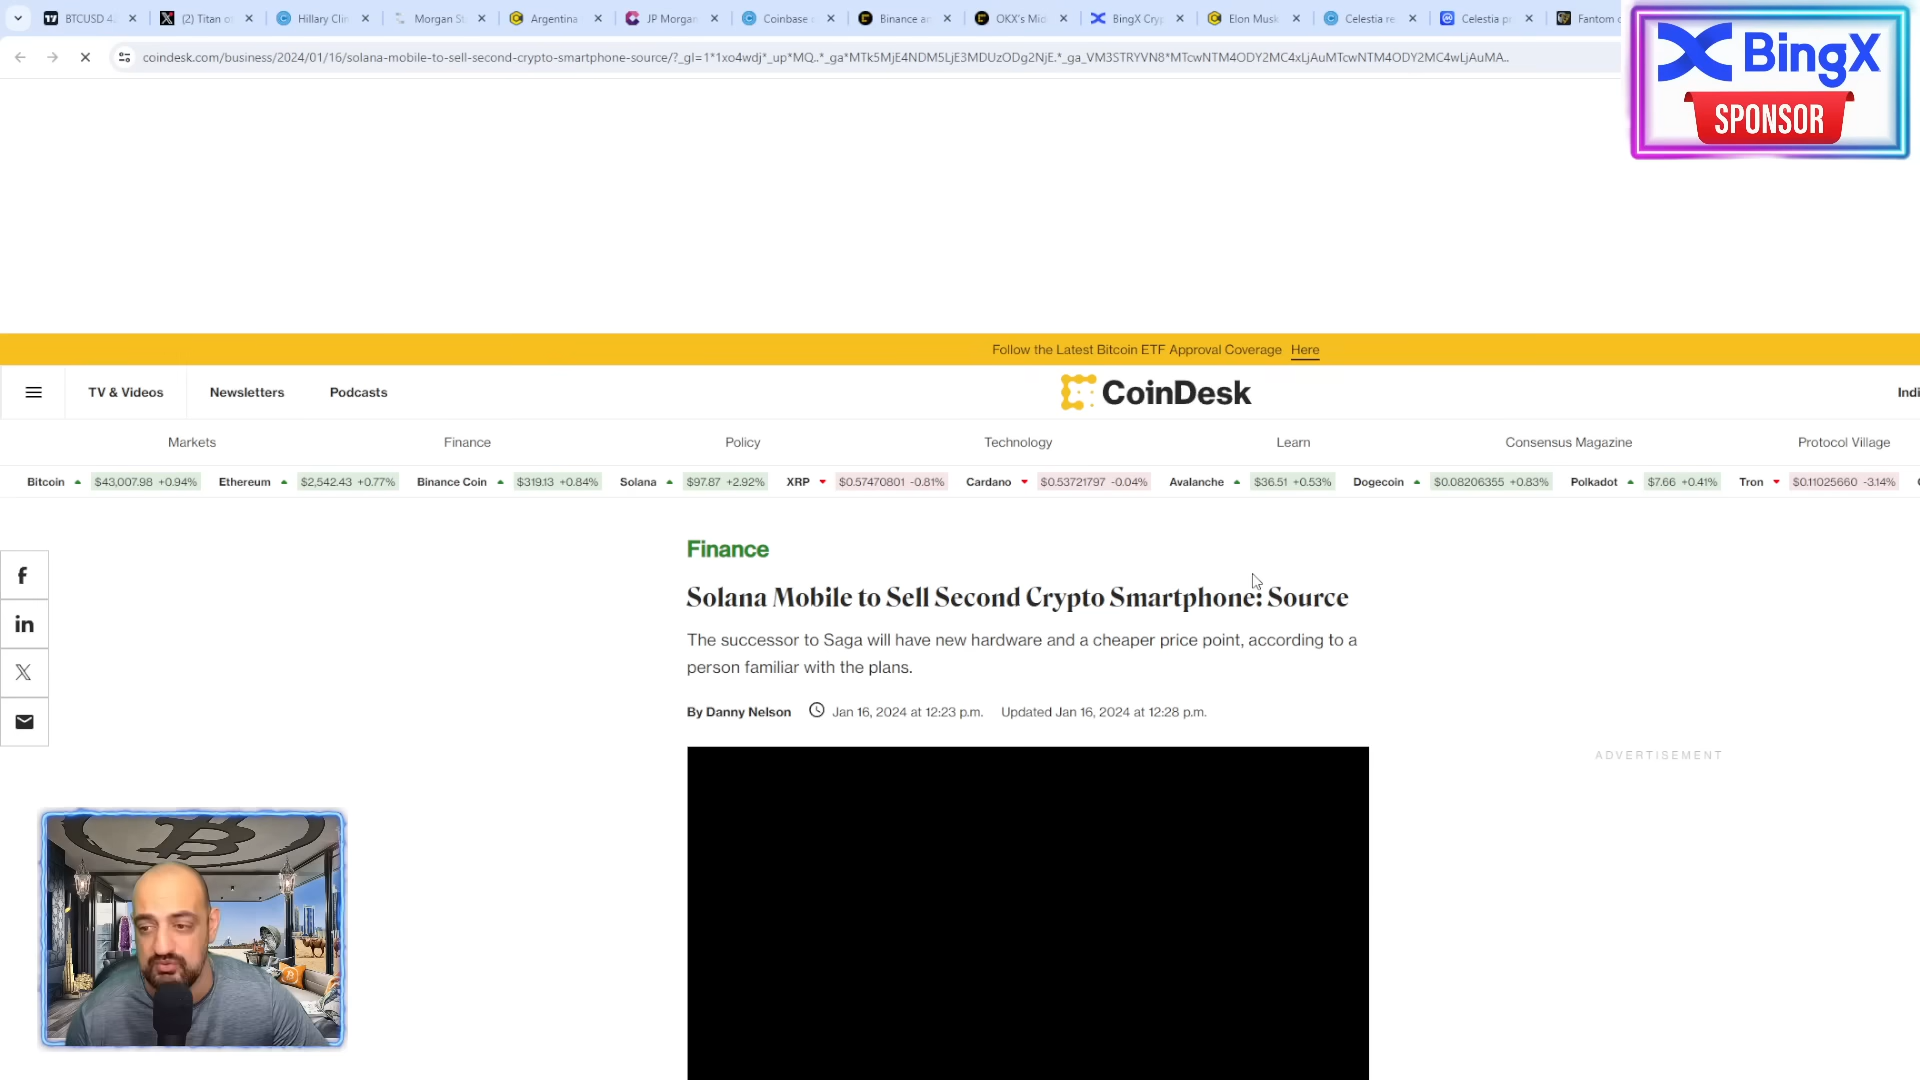 BTCUSD 4
(2) Titan o
Hillary Clin
Morgan St
Argentina
JP Morgan
Coinbase
Binance a
OKX's Mid
BingX Cryp
Elon Musk
Celestia re
Celestia p
Fantom
coindesk.com/business/2024/01/16/solana-mobile-to-sell-second-crypto-smartphone-source/?_gl=1*1xo4wdj*_up*MQ..*_ga*MTk5MjE4NDM5LjE3MDUzODg2NjE.*_ga_VM3STRYVN8*MTcwNTM4ODY2MC4xLjAuMTcwNTM4ODY2MC4wLjAuMA..
BingX
SPONSOR
Follow the Latest Bitcoin ETF Approval Coverage Here
TV & Videos Newsletters Podcasts CoinDesk Indi
Markets Finance Policy Technology Learn Consensus Magazine Protocol Village
Bitcoin $43,007.98 +0.94% Ethereum $2,542.43 +0.77% Binance Coin $319.13 +0.84% Solana $97.87 +2.92% XRP $0.57470801 -0.81% Cardano $0.53721797 -0.04% Avalanche $36.51 +0.53% Dogecoin $0.08206355 +0.83% Polkadot $7.66 +0.41% Tron $0.11025660 -3.14%
Finance
Solana Mobile to Sell Second Crypto Smartphone: Source
The successor to Saga will have new hardware and a cheaper price point, according to a
person familiar with the plans.
By Danny Nelson Jan 16, 2024 at 12:23 p.m. Updated Jan 16, 2024 at 12:28 p.m.
ADVERTISEMENT